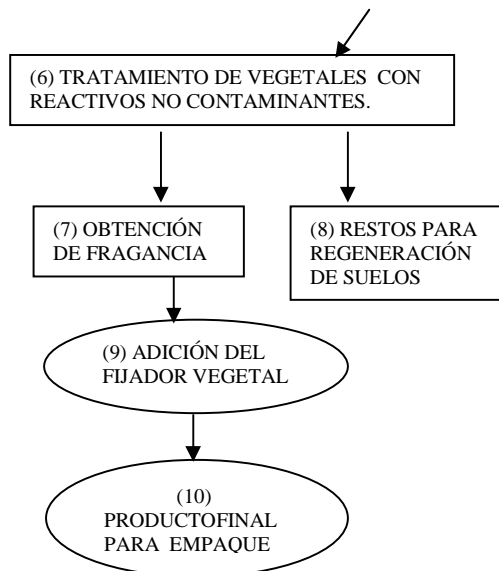 (6) TRATAMIENTO DE VEGETALES CON
REACTIVOS NO CONTAMINANTES.
(7) OBTENCIÓN
DE FRAGANCIA
(8) RESTOS PARA
REGENERACIÓN
DE SUELOS
(9) ADICIÓN DEL
FIJADOR VEGETAL
(10)
PRODUCTOFINAL
PARA EMPAQUE